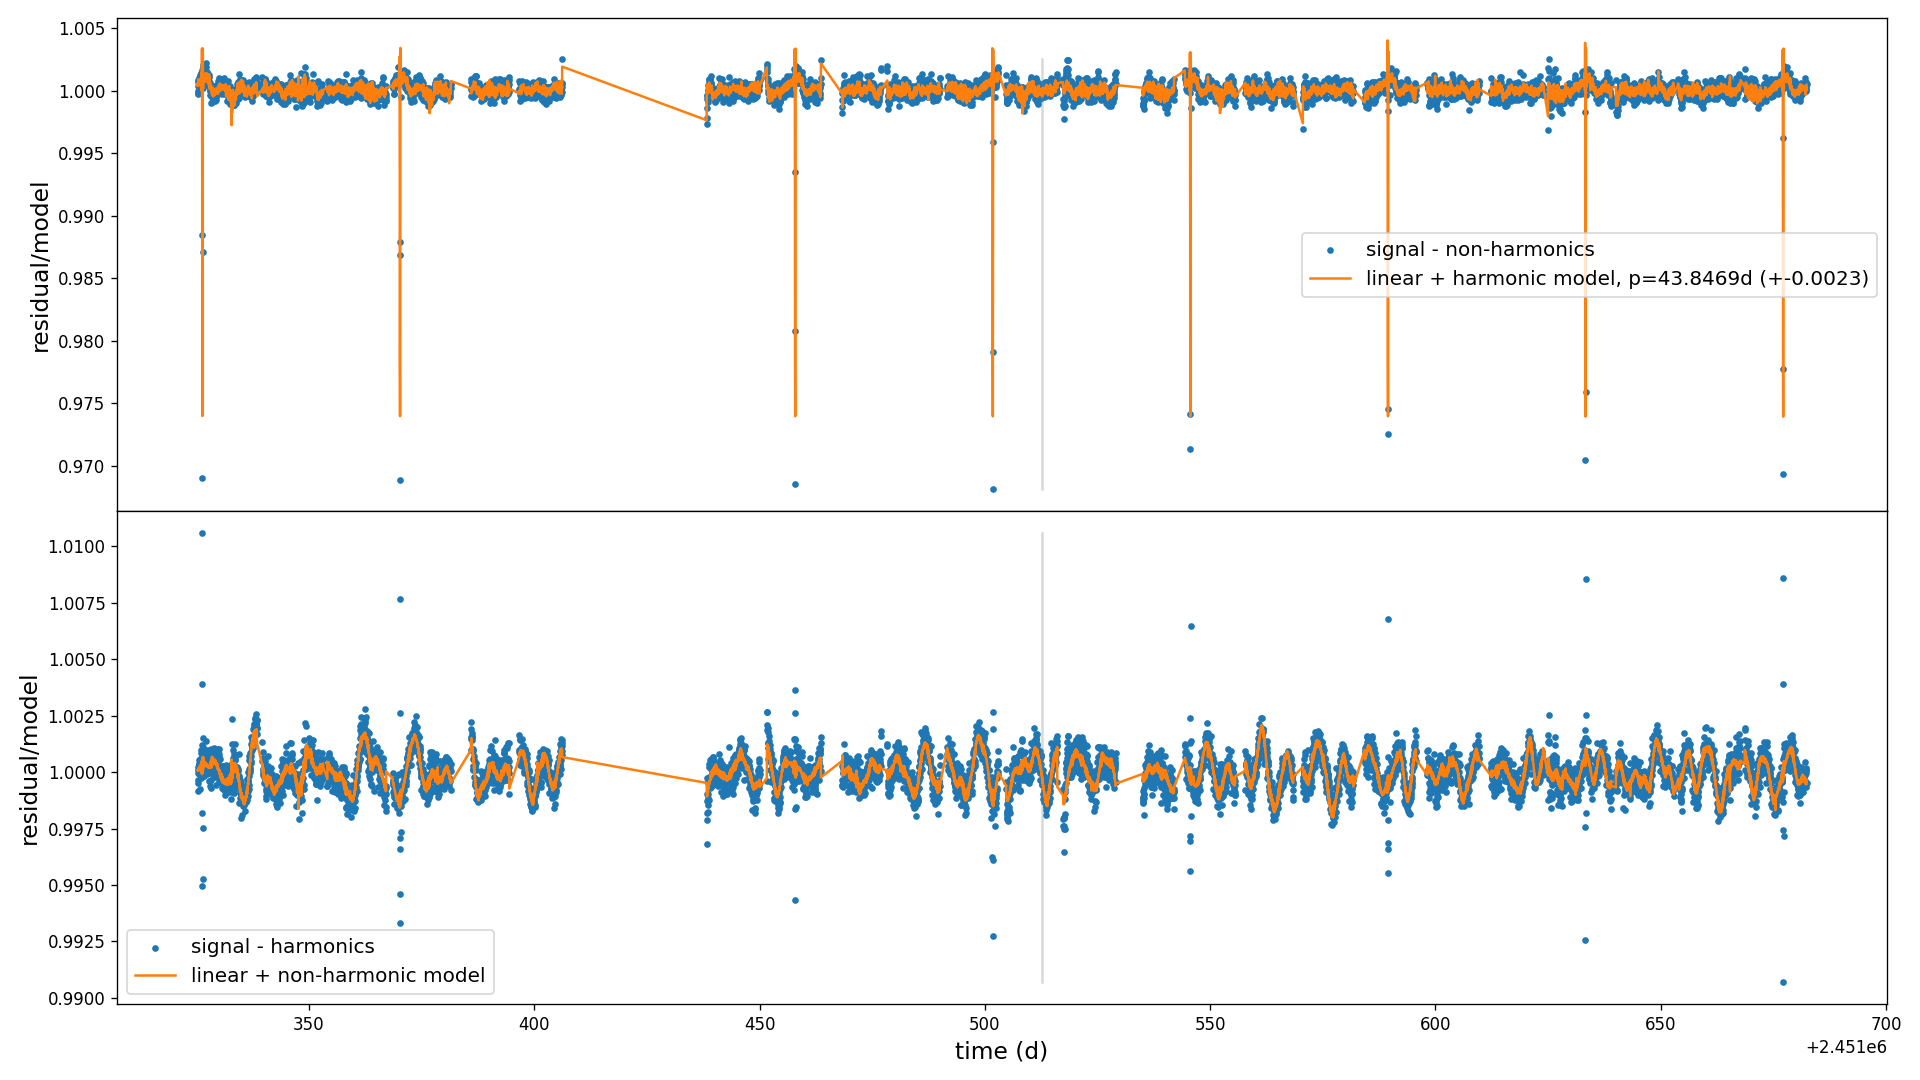 1.005
1.000
0.995
0.990
0.985
0.980
0.975
0.970
residual/model
signal - non-harmonics
linear + harmonic model, p=43.8469d (+-0.0023)
1.0100
1.0075
1.0050
1.0025
1.0000
0.9975
0.9950
0.9925
0.9900
residual/model
signal - harmonics
linear + non-harmonic model
350 400 450 500 550 600 650 700
time (d)
+2.451e6